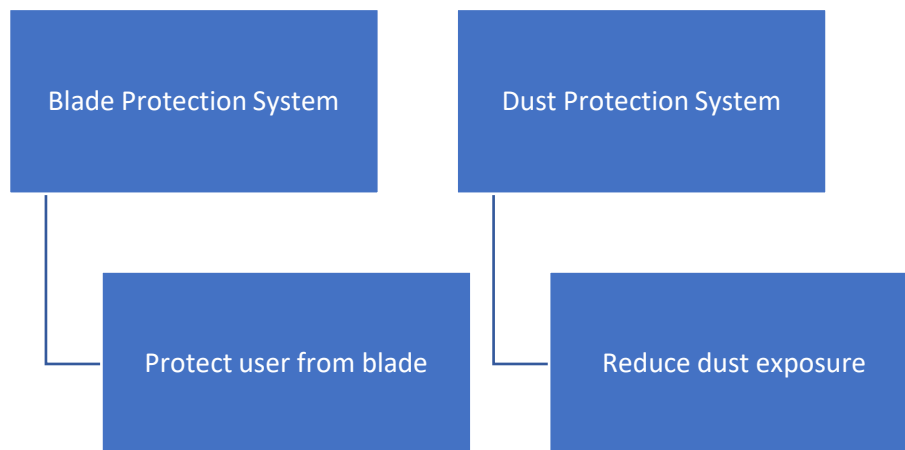 Blade Protection System
Dust Protection System
Protect user from blade
Reduce dust exposure